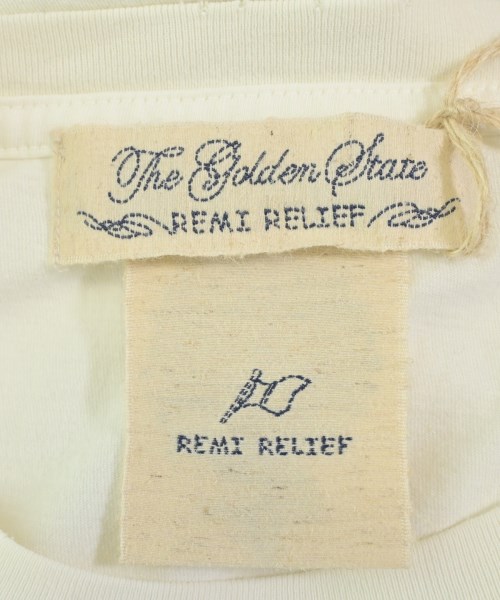 The Golden State
REMI RELIEF
REMI RELIEF